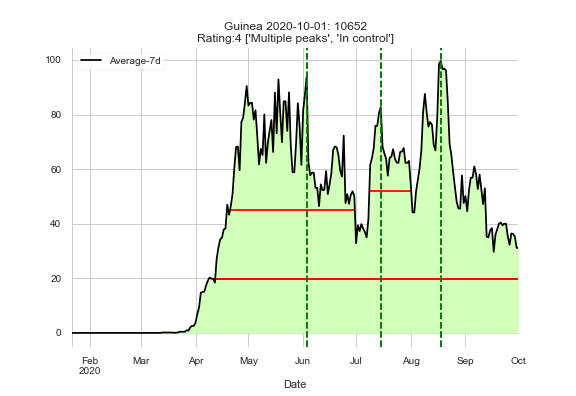 Guinea 2020-10-01: 10652
Rating:4 ['Multiple peaks', 'In control']
Average-7d
100
80
60
40
20
0
Feb Mar Apr May Jun Jul Aug Sep Oct
2020
Date